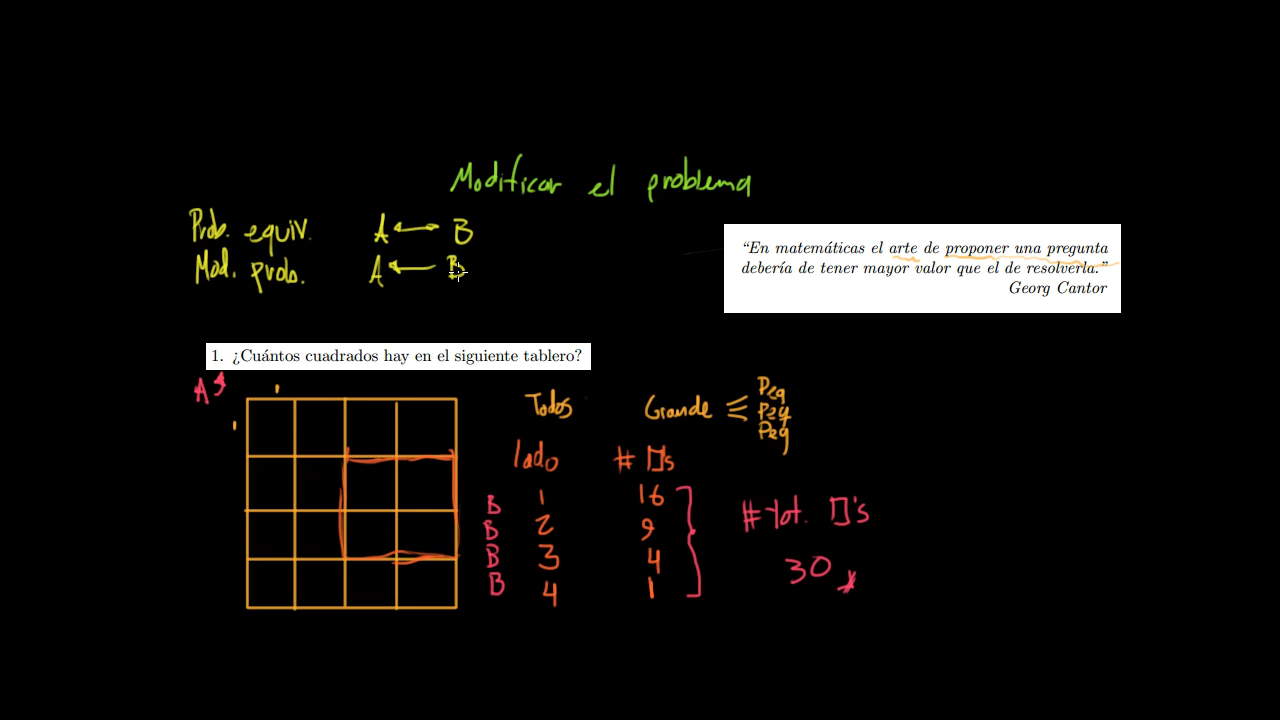 Modificar el problema
Prob. equiv. A ↔ B
Mod. prob. A ← B
“En matemáticas el arte de proponer una pregunta
debería de tener mayor valor que el de resolverla.”
Georg Cantor
1. ¿Cuántos cuadrados hay en el siguiente tablero?
A
1
1
Todos Grande
Peq
Peq
Peq
lado # □s
B 1 16
B 2 9
B 3 4
B 4 1
# tot. □'s
30